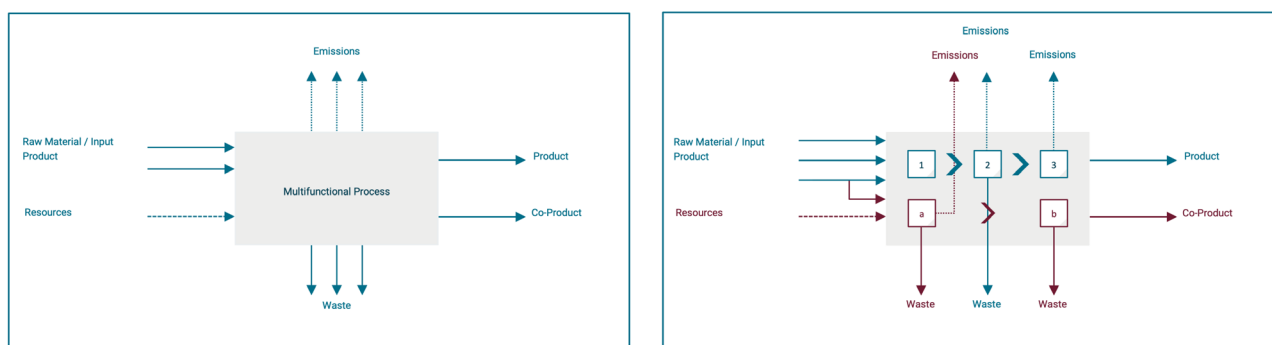 Emissions
Raw Material / Input
Product
Resources
Multifunctional Process
Product
Co-Product
Waste
Emissions
Emissions
Emissions
Raw Material / Input
Product
1
2
3
Product
Resources
a
b
Co-Product
Waste
Waste
Waste